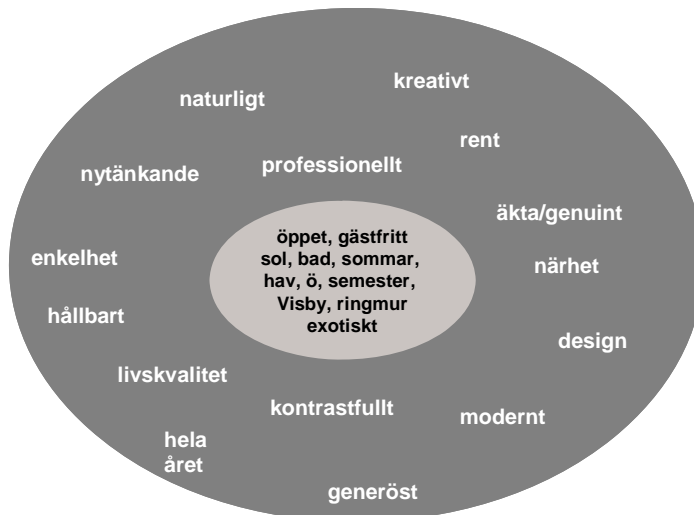 kreativt
naturligt
rent
professionellt
nytänkande
äkta/genuint
öppet, gästfritt
sol, bad, sommar,
hav, ö, semester,
Visby, ringmur
exotiskt
enkelhet
närhet
hållbart
design
livskvalitet
kontrastfullt
modernt
hela
året
generöst